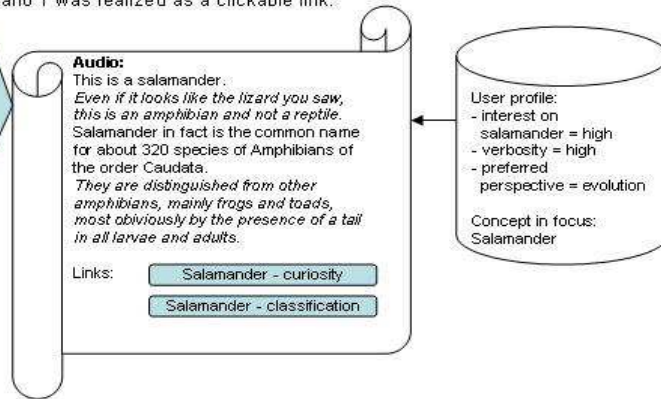 and I was realized as a clickable link.
Audio:
This is a salamander.
Even if it looks like the lizard you saw,
this is an amphibian and not a reptile.
Salamander in fact is the common name
for about 320 species of Amphibians of
the order Caudata.
They are distinguished from other
amphibians, mainly frogs and toads,
most obiviously by the presence of a tail
in all larvae and adults.
Links:
Salamander - curiosity
Salamander - classification
User profile:
- interest on
salamander = high
- verbosity = high
- preferred
perspective = evolution
Concept in focus:
Salamander